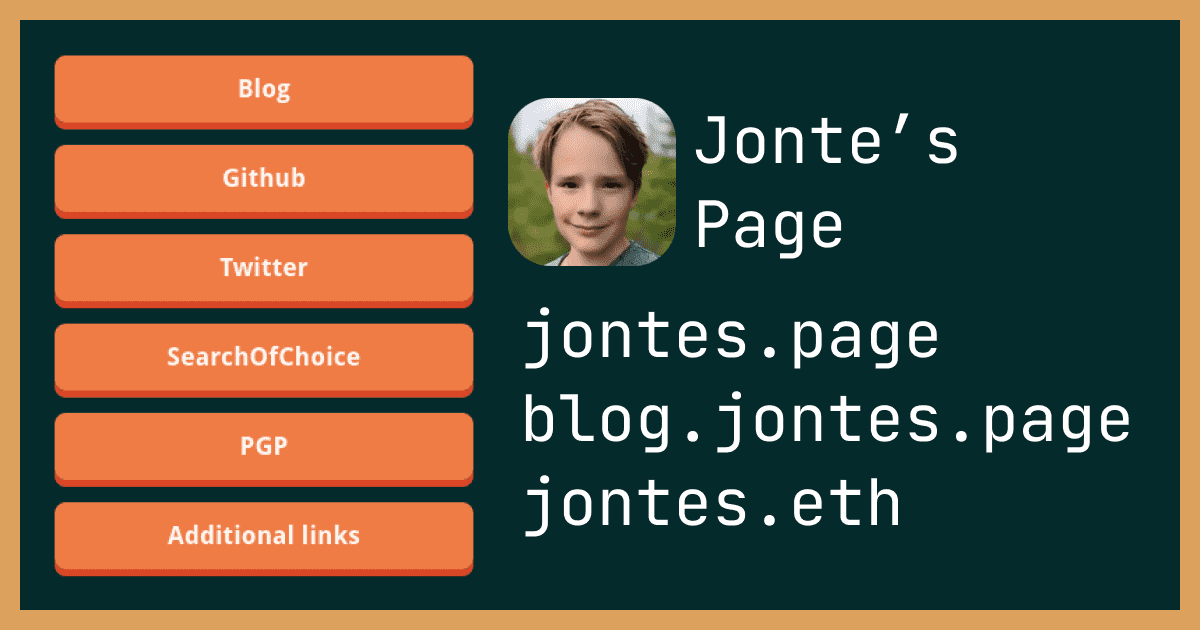 Blog
Github
Twitter
SearchOfChoice
PGP
Additional links
Jonte’s
Page
jontes.page
blog.jontes.page
jontes.eth